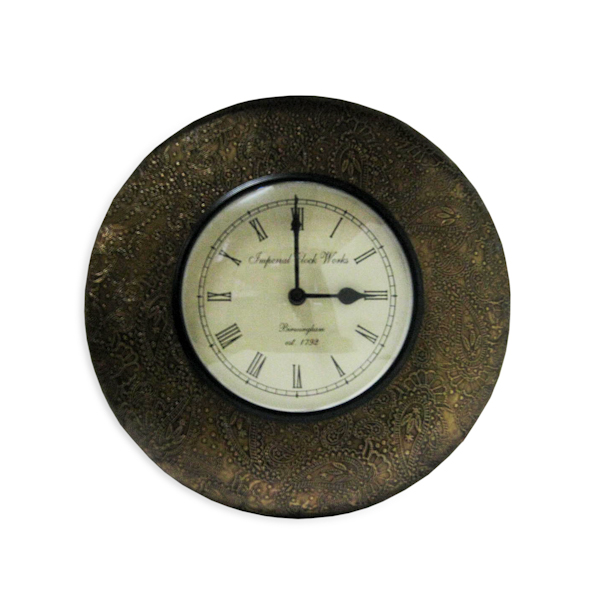 XII
XI I
X II
Imperial Clock Works
IX III
Birmingham
est. 1792
VIII IIII
VII V
VI